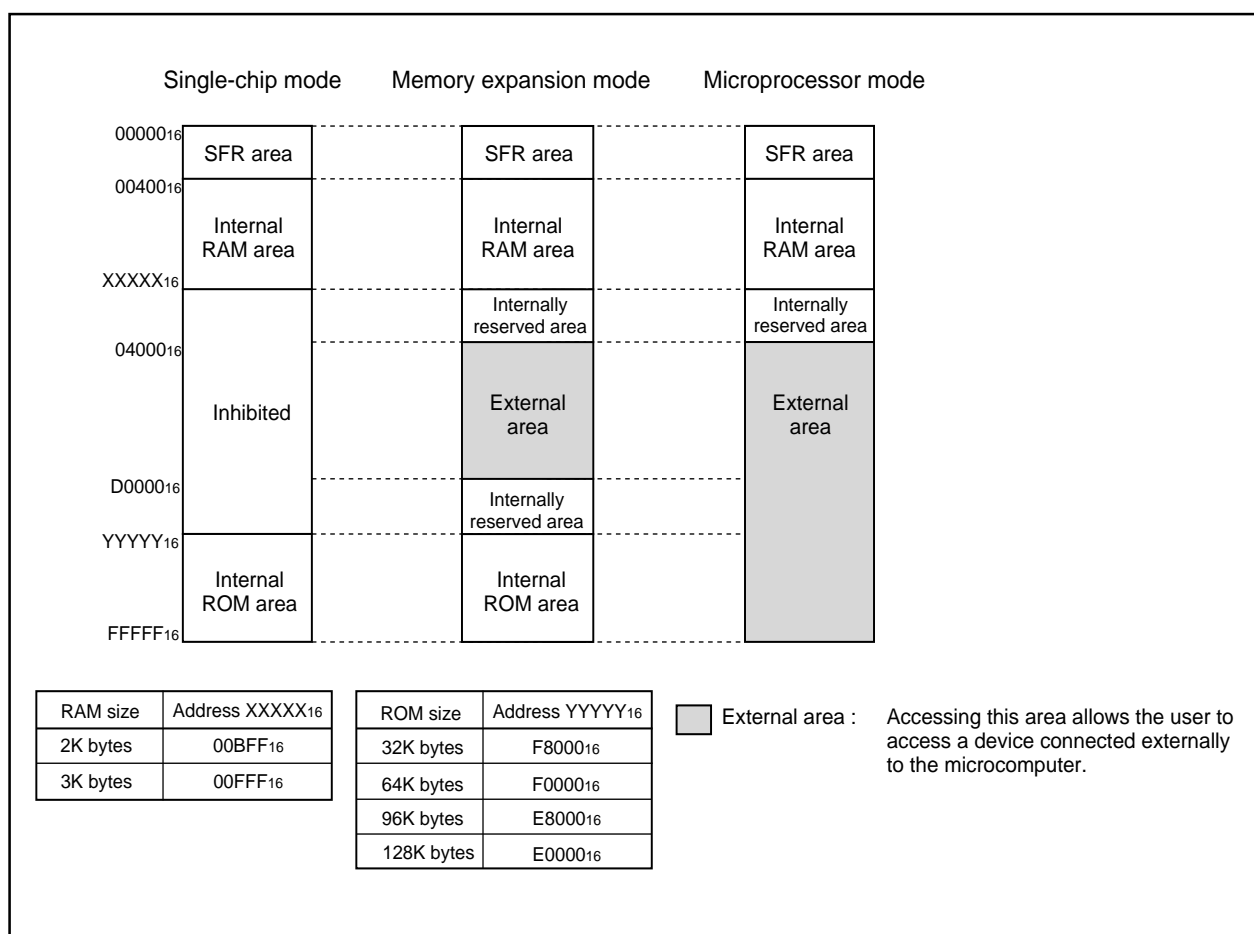 Single-chip mode Memory expansion mode Microprocessor mode
00000₁₆
SFR area SFR area SFR area
00400₁₆
Internal RAM area
Internal RAM area
Internal RAM area
XXXXX₁₆
Internally reserved area
Internally reserved area
04000₁₆
Inhibited
External area
External area
D0000₁₆
Internally reserved area
YYYYY₁₆
Internal ROM area
Internal ROM area
FFFFF₁₆
RAM size Address XXXXX₁₆
2K bytes 00BFF₁₆
3K bytes 00FFF₁₆
ROM size Address YYYYY₁₆
32K bytes F8000₁₆
64K bytes F0000₁₆
96K bytes E8000₁₆
128K bytes E0000₁₆
External area : Accessing this area allows the user to
access a device connected externally
to the microcomputer.